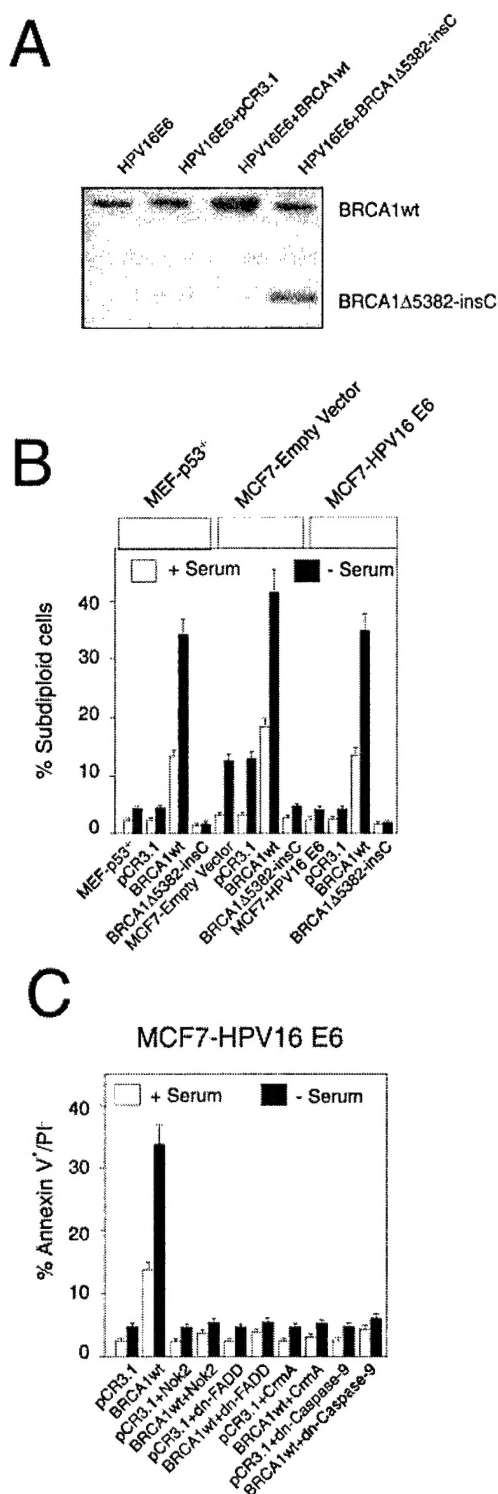 A
HPV16E6
HPV16E6+pCR3.1
HPV16E6+BRCA1wt
HPV16E6+BRCA1Δ5382-insC
BRCA1wt
BRCA1Δ5382-insC
B
MCF7-Empty Vector
MCF7-HPV16 E6
+ Serum
- Serum
% Subdiploid cells
40
30
20
10
0
pCR3.1
BRCA1wt
BRCA1Δ5382-insC
MCF7-Empty Vector
pCR3.1
BRCA1wt
BRCA1Δ5382-insC
MCF7-HPV16 E6
pCR3.1
BRCA1wt
BRCA1Δ5382-insC
C
MCF7-HPV16 E6
+ Serum
- Serum
% Annexin V⁺/PI⁻
40
30
20
10
0
pCR3.1
BRCA1wt
pCR3.1+Nok2
BRCA1wt+Nok2
pCR3.1+dn-FADD
BRCA1wt+dn-FADD
pCR3.1+CrmA
BRCA1wt+CrmA
pCR3.1+dn-Caspase-9
BRCA1wt+dn-Caspase-9